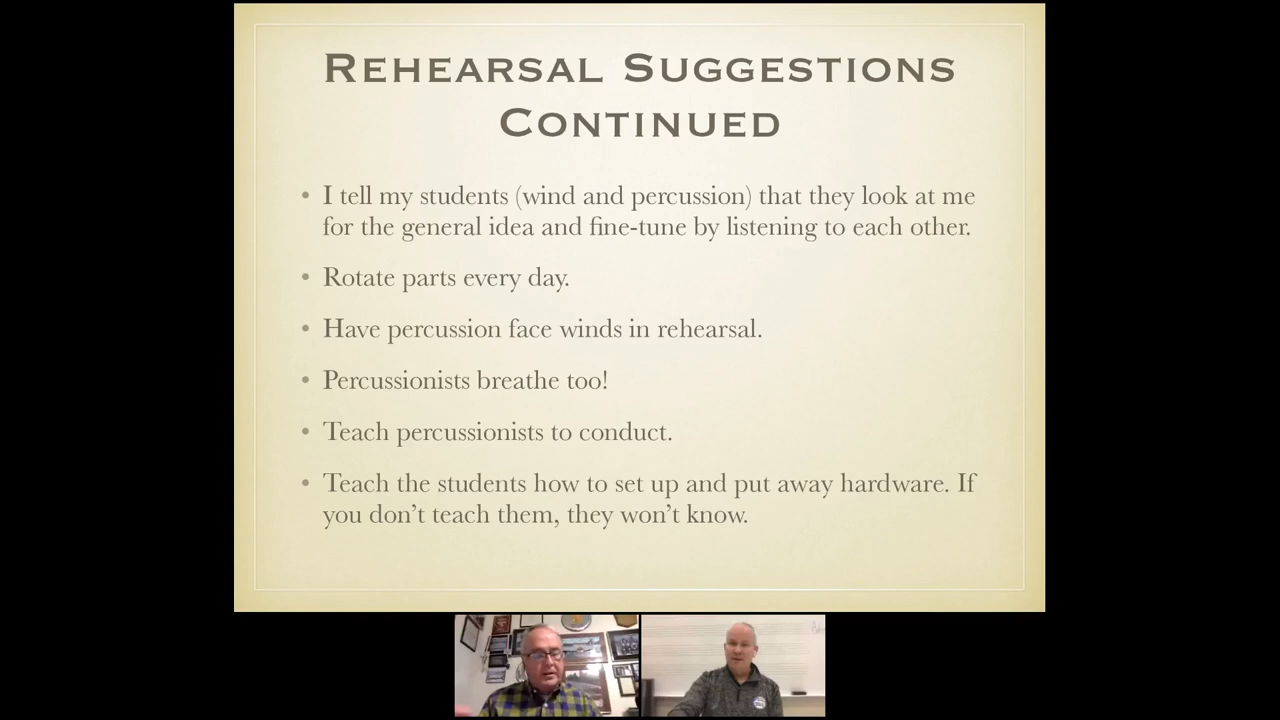 Rehearsal Suggestions
Continued
• I tell my students (wind and percussion) that they look at me
for the general idea and fine-tune by listening to each other.
• Rotate parts every day.
• Have percussion face winds in rehearsal.
• Percussionists breathe too!
• Teach percussionists to conduct.
• Teach the students how to set up and put away hardware. If
you don’t teach them, they won’t know.